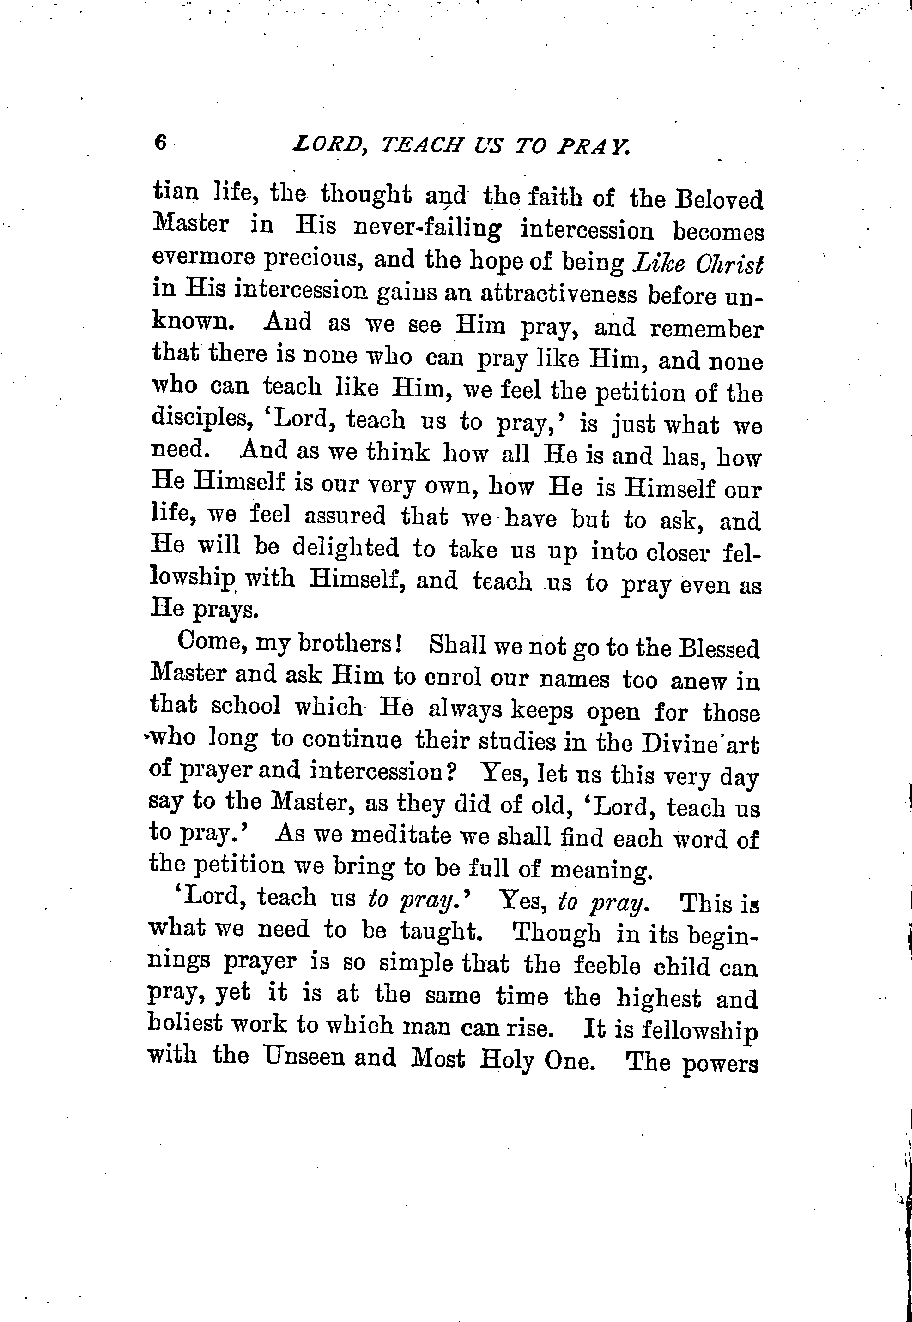 6 LORD, TEACH US TO PRAY.
tian life, the thought and the faith of the Beloved
Master in His never-failing intercession becomes
evermore precious, and the hope of being Like Christ
in His intercession gains an attractiveness before un-
known. And as we see Him pray, and remember
that there is none who can pray like Him, and none
who can teach like Him, we feel the petition of the
disciples, ‘Lord, teach us to pray,’ is just what we
need. And as we think how all He is and has, how
He Himself is our very own, how He is Himself our
life, we feel assured that we have but to ask, and
He will be delighted to take us up into closer fel-
lowship with Himself, and teach us to pray even as
He prays.
Come, my brothers! Shall we not go to the Blessed
Master and ask Him to enrol our names too anew in
that school which He always keeps open for those
who long to continue their studies in the Divine art
of prayer and intercession? Yes, let us this very day
say to the Master, as they did of old, ‘Lord, teach us
to pray.’ As we meditate we shall find each word of
the petition we bring to be full of meaning.
‘Lord, teach us to pray.’ Yes, to pray. This is
what we need to be taught. Though in its begin-
nings prayer is so simple that the feeble child can
pray, yet it is at the same time the highest and
holiest work to which man can rise. It is fellowship
with the Unseen and Most Holy One. The powers